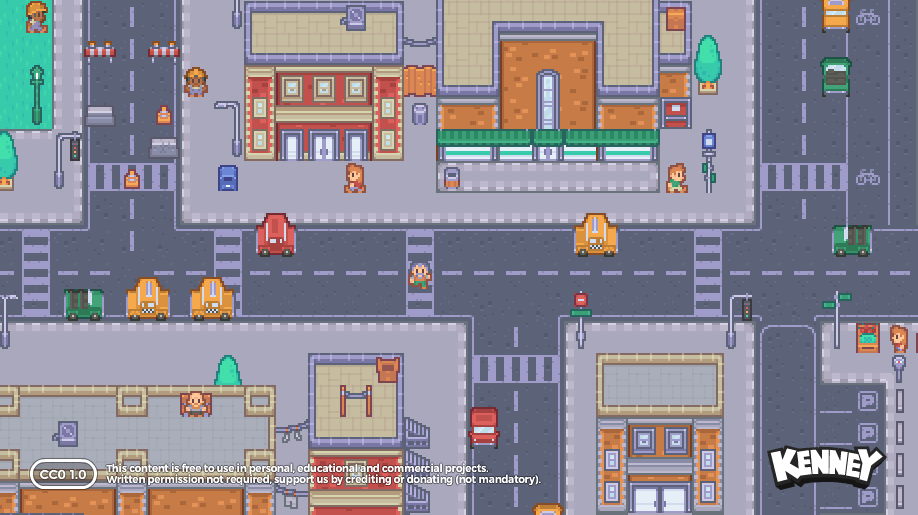 P
P
CC0 1.0
This content is free to use in personal, educational and commercial projects.
Written permission not required, support us by crediting or donating (not mandatory).
KENNEY
P
P